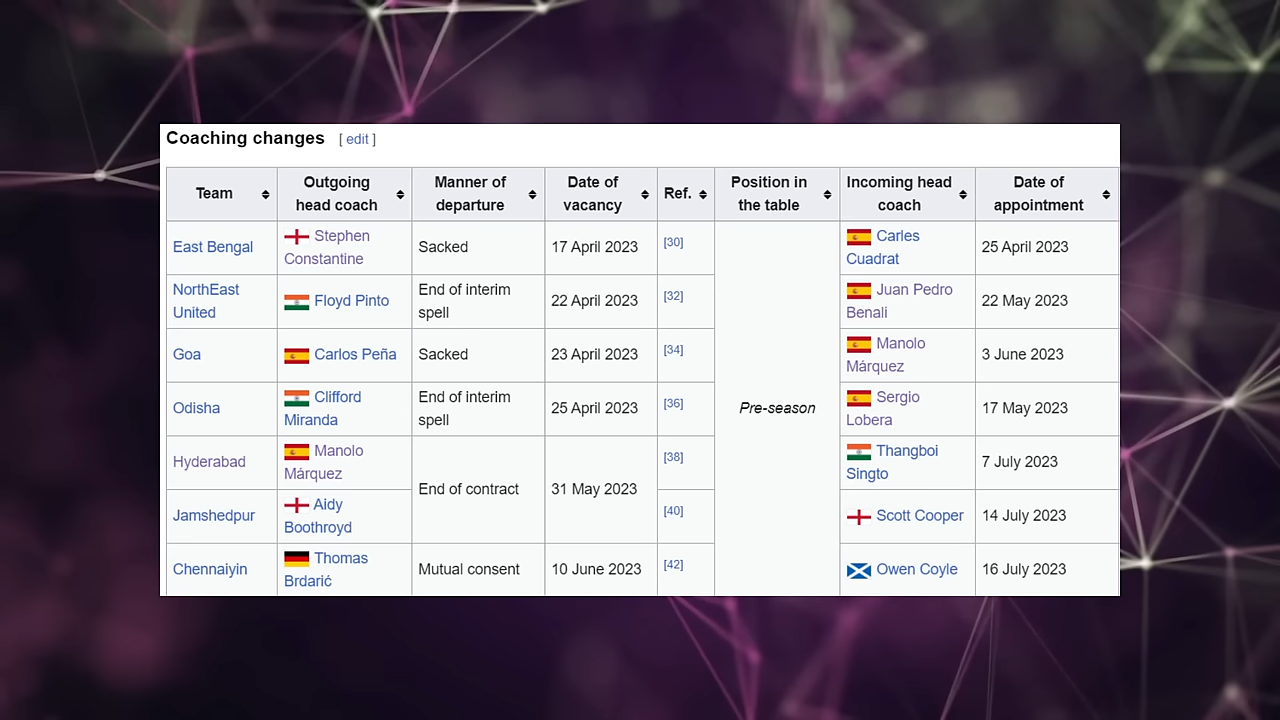 Coaching changes [ edit ]
Team
Outgoing
head coach
Manner of
departure
Date of
vacancy
Ref.
Position in
the table
Incoming head
coach
Date of
appointment
East Bengal
Stephen
Constantine
Sacked
17 April 2023
[30]
Pre-season
Carles
Cuadrat
25 April 2023
NorthEast
United
Floyd Pinto
End of interim
spell
22 April 2023
[32]
Juan Pedro
Benali
22 May 2023
Goa
Carlos Peña
Sacked
23 April 2023
[34]
Manolo
Márquez
3 June 2023
Odisha
Clifford
Miranda
End of interim
spell
25 April 2023
[36]
Sergio
Lobera
17 May 2023
Hyderabad
Manolo
Márquez
End of contract
31 May 2023
[38]
Thangboi
Singto
7 July 2023
Jamshedpur
Aidy
Boothroyd
[40]
Scott Cooper
14 July 2023
Chennaiyin
Thomas
Brdarić
Mutual consent
10 June 2023
[42]
Owen Coyle
16 July 2023